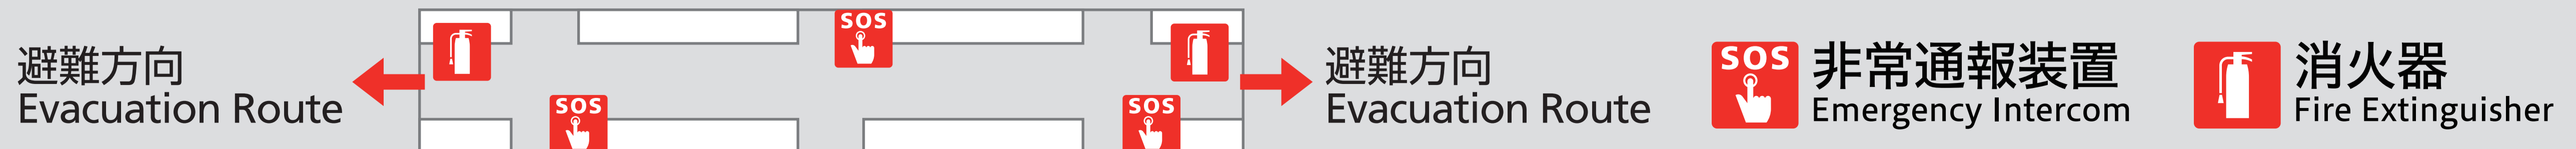 避難方向
Evacuation Route
SOS
SOS
SOS
避難方向
Evacuation Route
SOS
非常通報装置
Emergency Intercom
消火器
Fire Extinguisher